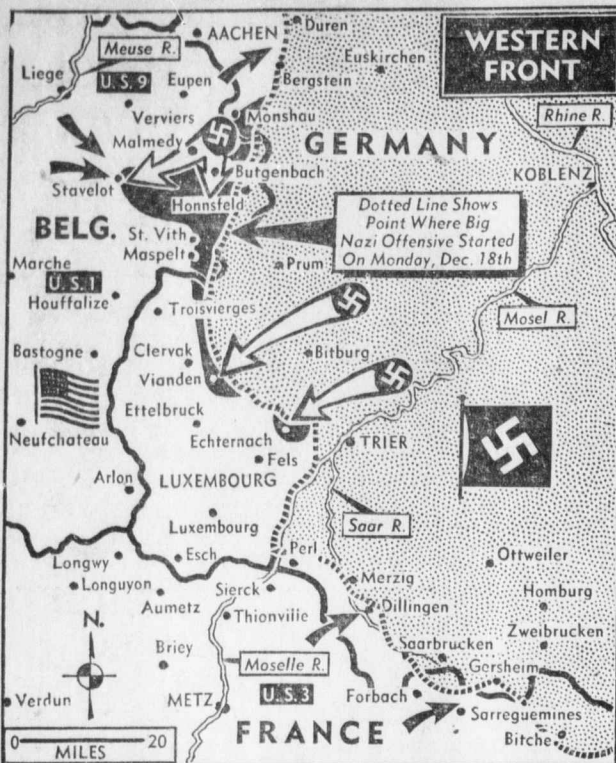 WESTERN
FRONT
Duren
AACHEN
Meuse R.
Euskirchen
Liege
U.S. 9
Eupen
Bergstein
Rhine R.
Verviers
Monshau
Malmedy
GERMANY
KOBLENZ
Stavelot
Butgenbach
Honnsfeld
Dotted Line Shows
Point Where Big
Nazi Offensive Started
On Monday, Dec. 18th
BELG.
St. Vith
Maspelt
Prum
Marche
U.S.1
Houffalize
Troisvierges
Mosel R.
Bastogne
Clervak
Bitburg
Vianden
Ettelbruck
Neufchateau
Echternach
TRIER
Fels
Arlon
LUXEMBOURG
Luxembourg
Saar R.
Longwy
Esch
Perl
Ottweiler
Longuyon
Sierck
Merzig
Homburg
Aumetz
Dillingen
N.
Thionville
Zweibrucken
Briey
Saarbrucken
Moselle R.
Gersheim
Verdun
METZ
U.S.3
Forbach
Sarreguemines
FRANCE
Bitche
0 20
MILES